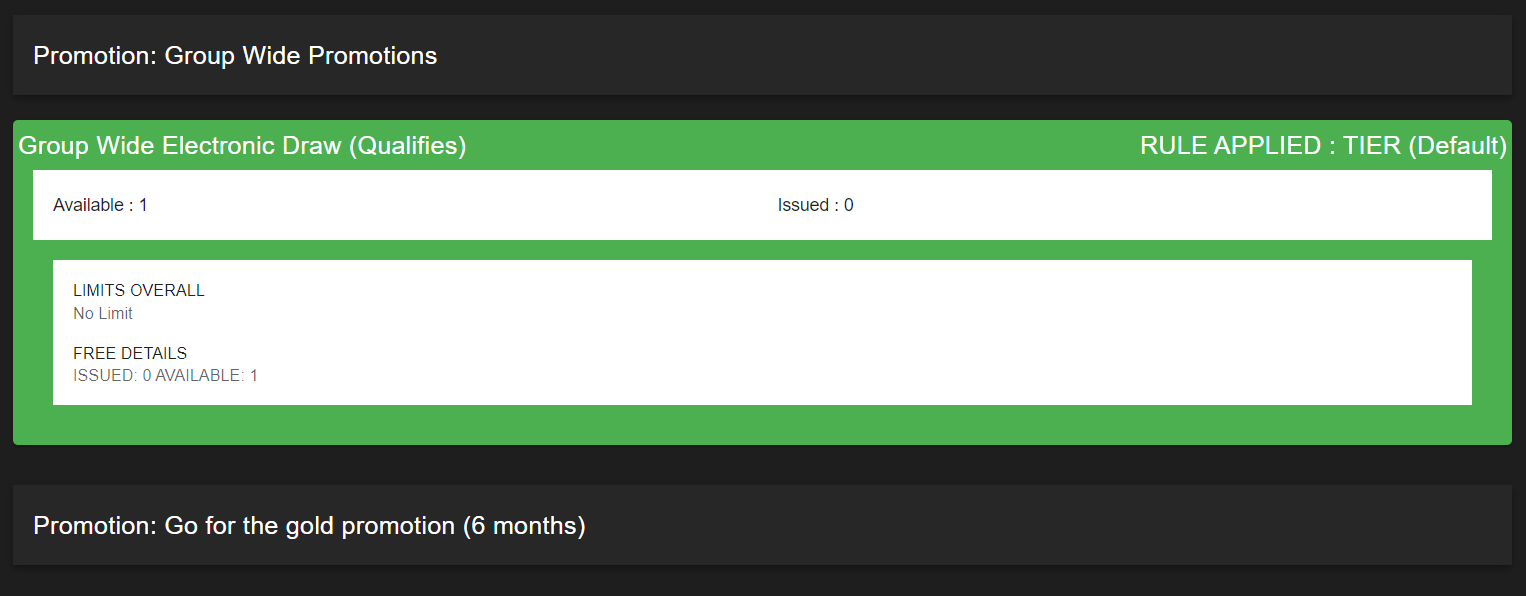 Promotion: Group Wide Promotions
Group Wide Electronic Draw (Qualifies)
RULE APPLIED : TIER (Default)
Available : 1
Issued : 0
LIMITS OVERALL
No Limit
FREE DETAILS
ISSUED: 0 AVAILABLE: 1
Promotion: Go for the gold promotion (6 months)